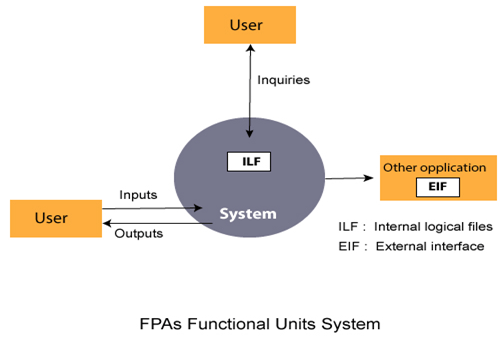 User
Inquiries
ILF
Other opplication
EIF
Inputs
System
User
Outputs
ILF : Internal logical files
EIF : External interface
FPAs Functional Units System